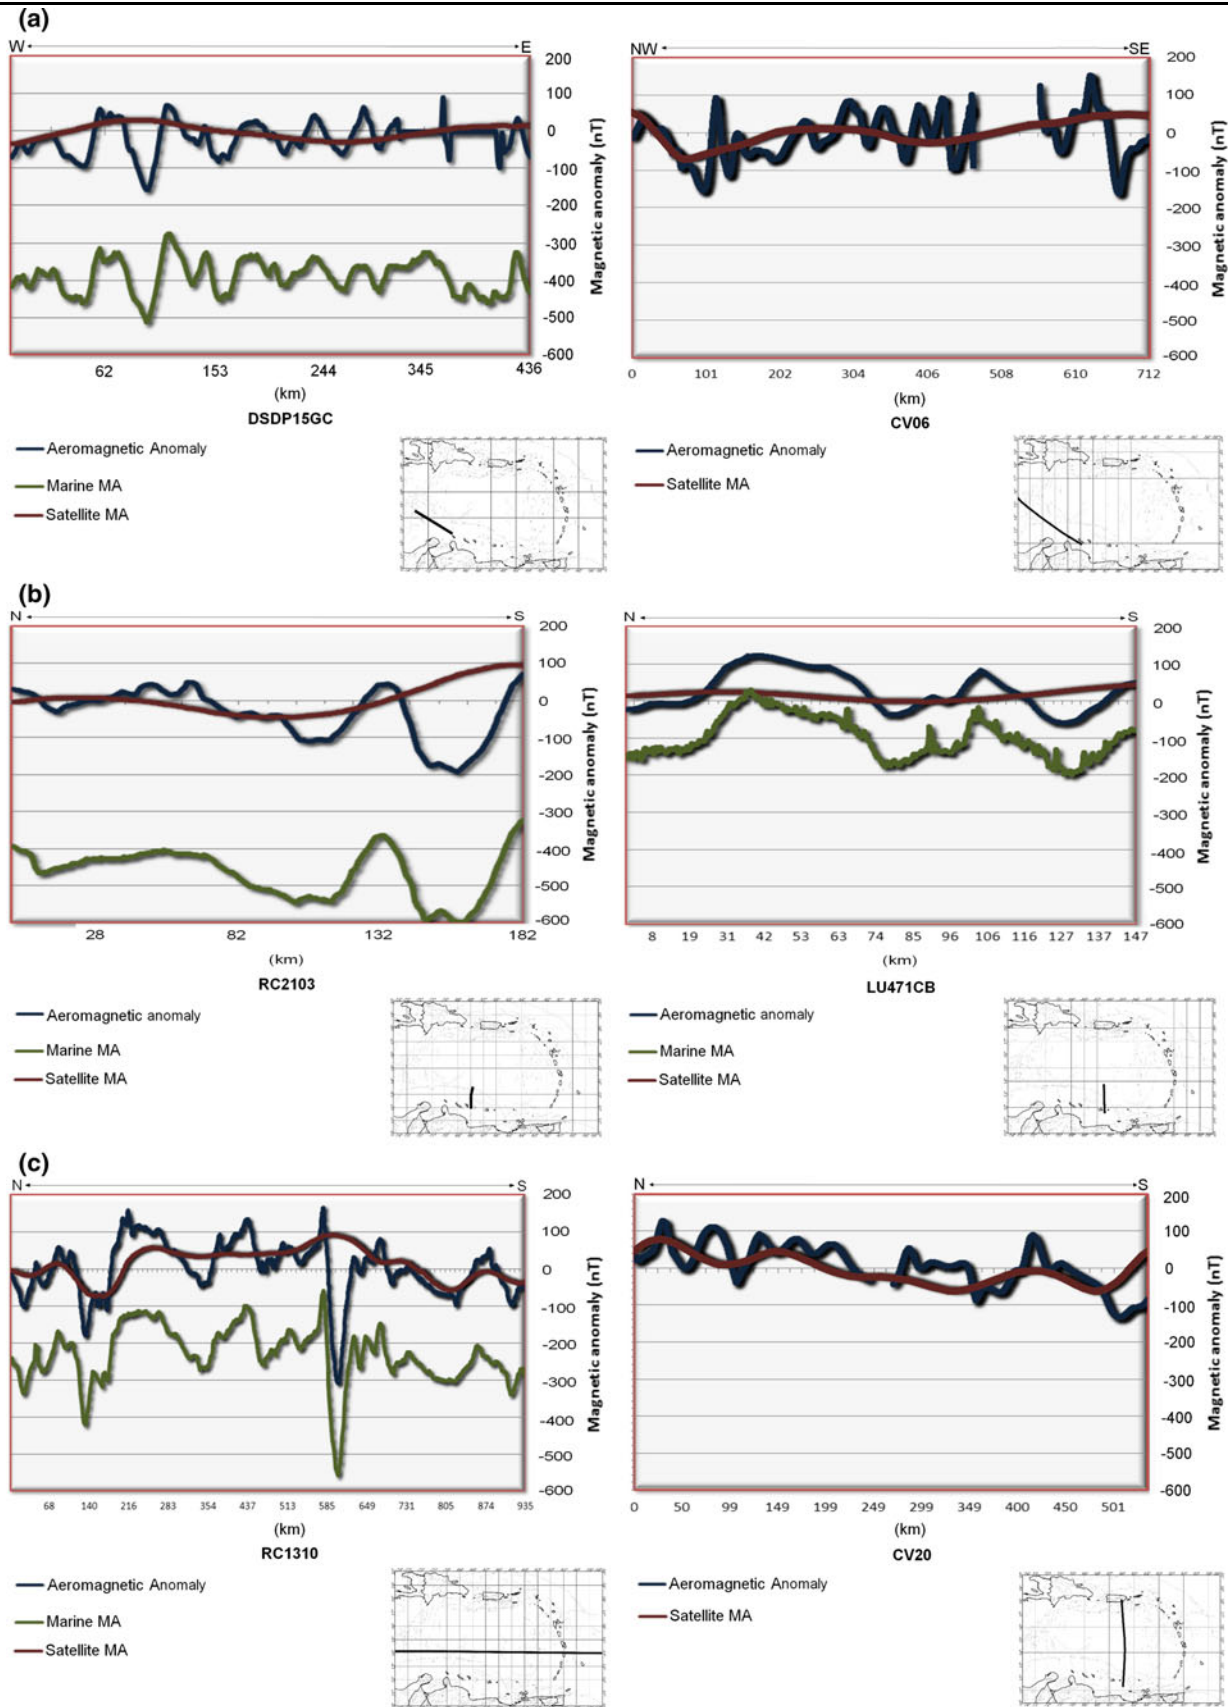 (a)
W E
200
100
0
-100
-200
-300
-400
-500
-600
Magnetic anomaly (nT)
62 153 244 345 436
(km)
DSDP15GC
Aeromagnetic Anomaly
Marine MA
Satellite MA
NW SE
200
100
0
-100
-200
-300
-400
-500
-600
Magnetic anomaly (nT)
0 101 202 304 406 508 610 712
(km)
CV06
Aeromagnetic Anomaly
Satellite MA
(b)
N S
200
100
0
-100
-200
-300
-400
-500
-600
Magnetic anomaly (nT)
28 82 132 182
(km)
RC2103
Aeromagnetic anomaly
Marine MA
Satellite MA
N S
200
100
0
-100
-200
-300
-400
-500
-600
Magnetic anomaly (nT)
8 19 31 42 53 63 74 85 96 106 116 127 137 147
(km)
LU471CB
Aeromagnetic anomaly
Marine MA
Satellite MA
(c)
N S
200
100
0
-100
-200
-300
-400
-500
-600
Magnetic anomaly (nT)
68 140 216 283 354 437 513 585 649 731 805 874 935
(km)
RC1310
Aeromagnetic Anomaly
Marine MA
Satellite MA
N S
200
100
0
-100
-200
-300
-400
-500
-600
Magnetic anomaly (nT)
0 50 99 149 199 249 299 349 400 450 501
(km)
CV20
Aeromagnetic Anomaly
Satellite MA